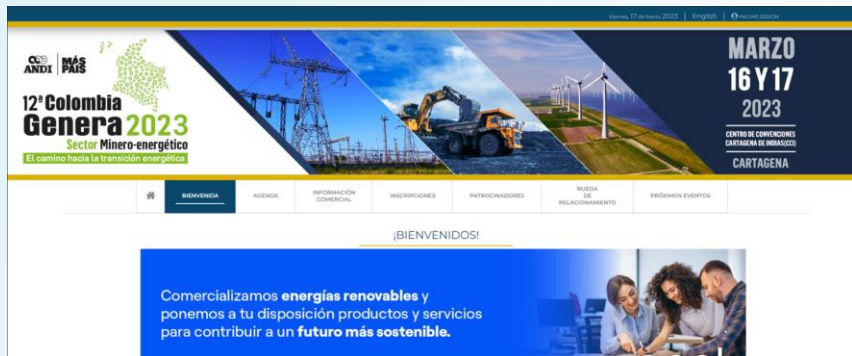 Viernes, 17 de Marzo 2023 | English | INICIAR SESIÓN
ANDI | MÁS PAÍS
12ª Colombia
Genera 2023
Sector Minero-energético
El camino hacia la transición energética
MARZO
16 Y 17
2023
CENTRO DE CONVENCIONES
CARTAGENA DE INDIAS(CCI)
CARTAGENA
BIENVENIDA
AGENDA
INFORMACIÓN
COMERCIAL
INSCRIPCIONES
PATROCINADORES
RUEDA
DE
RELACIONAMIENTO
PRÓXIMOS EVENTOS
¡BIENVENIDOS!
Comercializamos energías renovables y
ponemos a tu disposición productos y servicios
para contribuir a un futuro más sostenible.